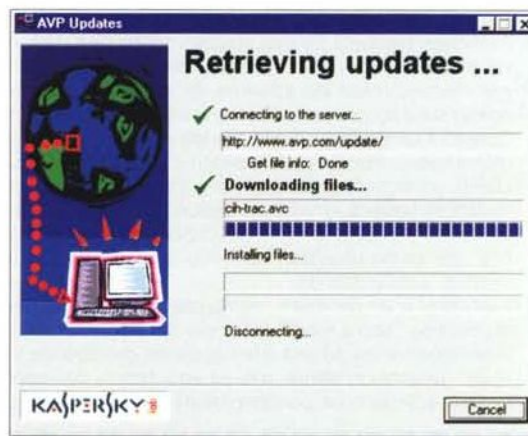 AVP Updates
Retrieving updates ...
Connecting to the server...
http://www.avp.com/update/
Get file info: Done
Downloading files...
cih-trac.avc
Installing files...
Disconnecting...
KASPERSKY
Cancel